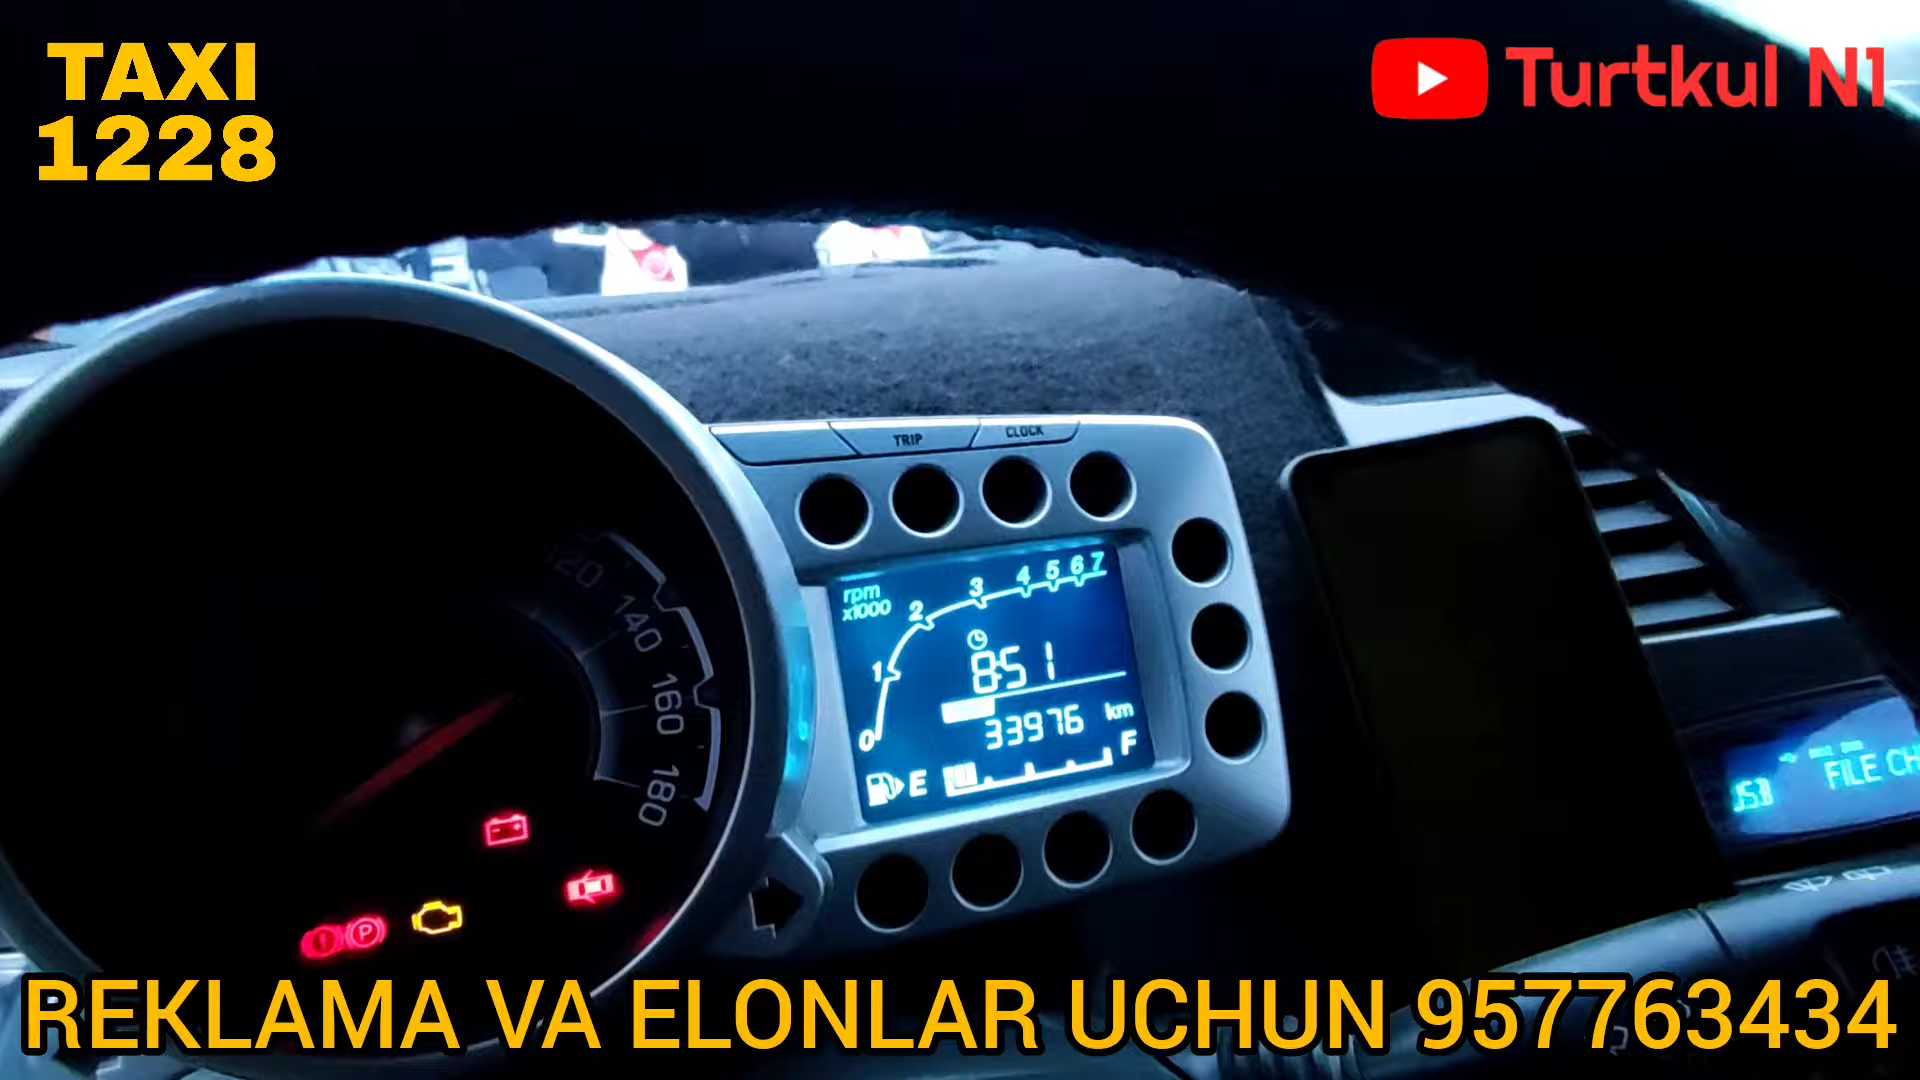 TAXI
1228
Turtkul N1
TRIP
CLOCK
120
140
160
180
rpm
x1000
0 1 2 3 4 5 6 7
8:51
33976 km
E F
P
FILE CH
REKLAMA VA ELONLAR UCHUN 957763434